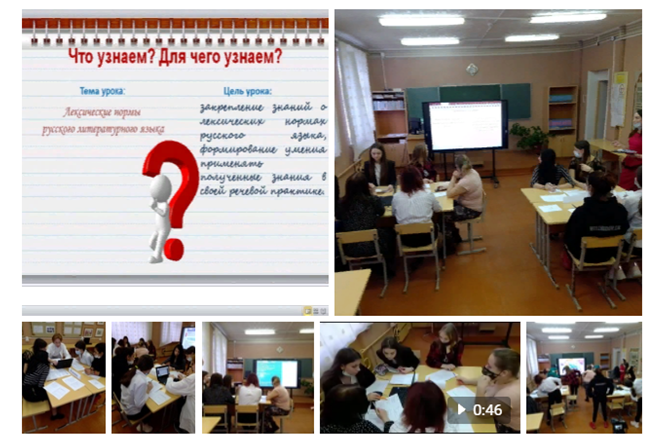 Что узнаем? Для чего узнаем?
Тема урока:
Лексические нормы
русского литературного языка
Цель урока:
закрепление знаний о
лексических нормах
русского языка,
формирование умения
применять
полученные знания в
своей речевой практике.
0:46